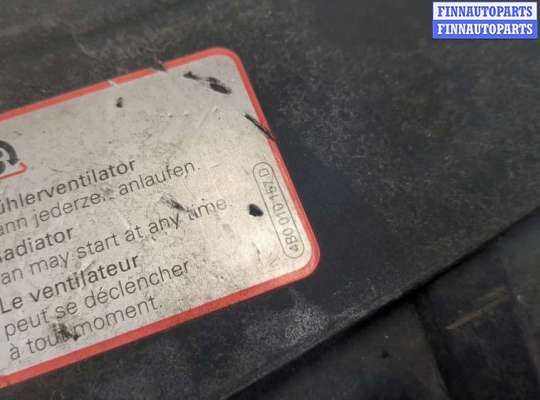 FINNAUTOPARTS
FINNAUTOPARTS
ühlerventilator
ann jederzeit anlaufen.
adiator
an may start at any time.
Le ventilateur
peut se déclencher
à tout moment.
4B0 010 157 D